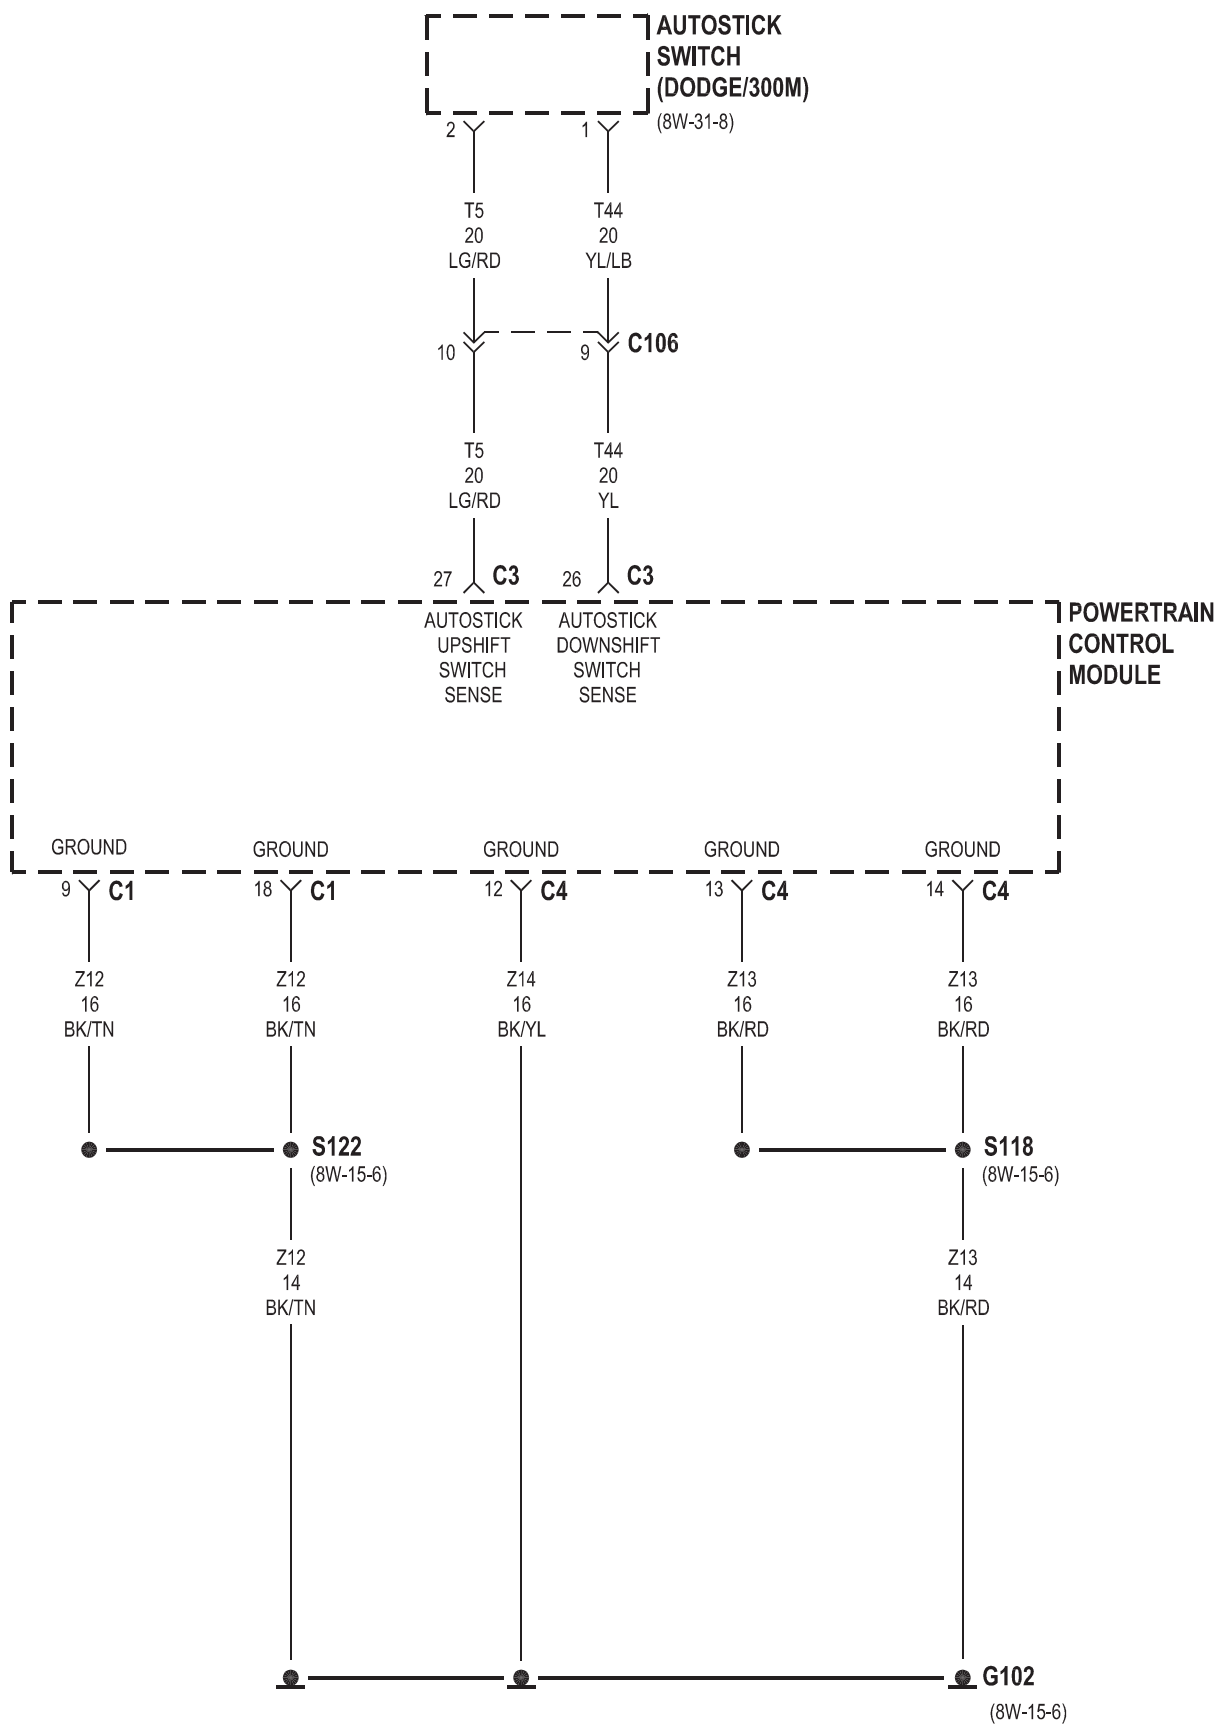 AUTOSTICK
SWITCH
(DODGE/300M)
(8W-31-8)
2
1
T5
20
LG/RD
T44
20
YL/LB
10
9
C106
T5
20
LG/RD
T44
20
YL
27
C3
26
C3
AUTOSTICK
UPSHIFT
SWITCH
SENSE
AUTOSTICK
DOWNSHIFT
SWITCH
SENSE
POWERTRAIN
CONTROL
MODULE
GROUND
GROUND
GROUND
GROUND
GROUND
9
C1
18
C1
12
C4
13
C4
14
C4
Z12
16
BK/TN
Z12
16
BK/TN
Z14
16
BK/YL
Z13
16
BK/RD
Z13
16
BK/RD
S122
(8W-15-6)
S118
(8W-15-6)
Z12
14
BK/TN
Z13
14
BK/RD
G102
(8W-15-6)